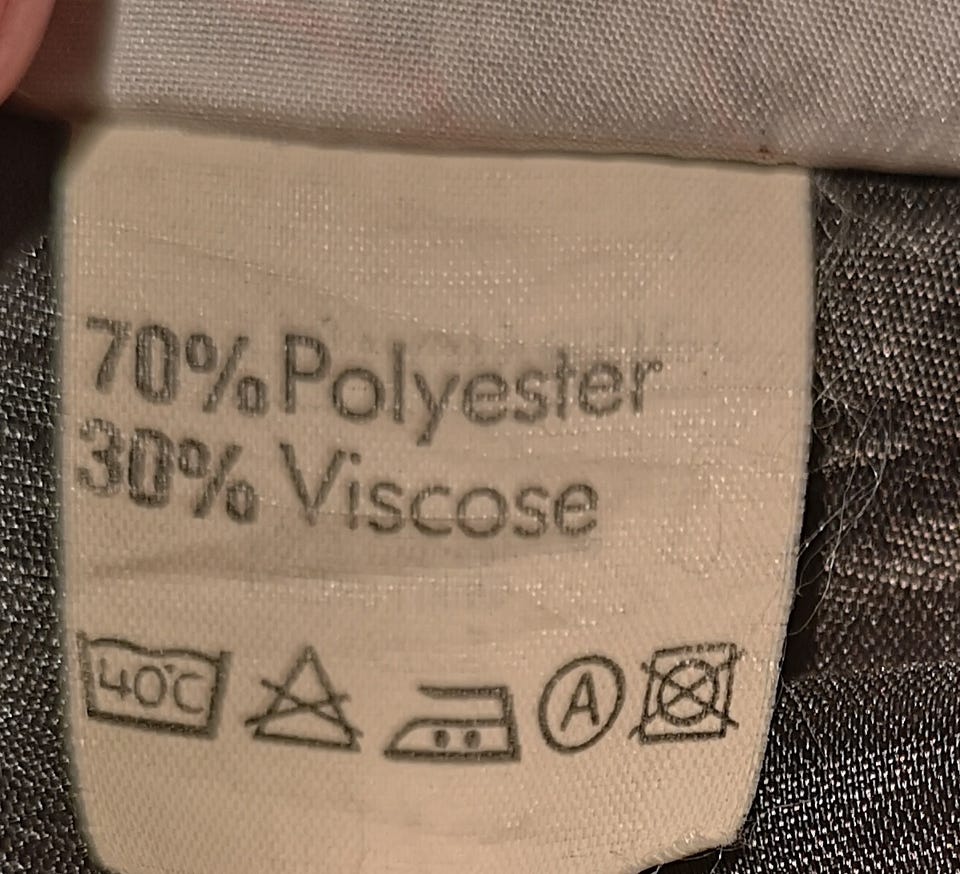 70% Polyester
30% Viscose
40°C A